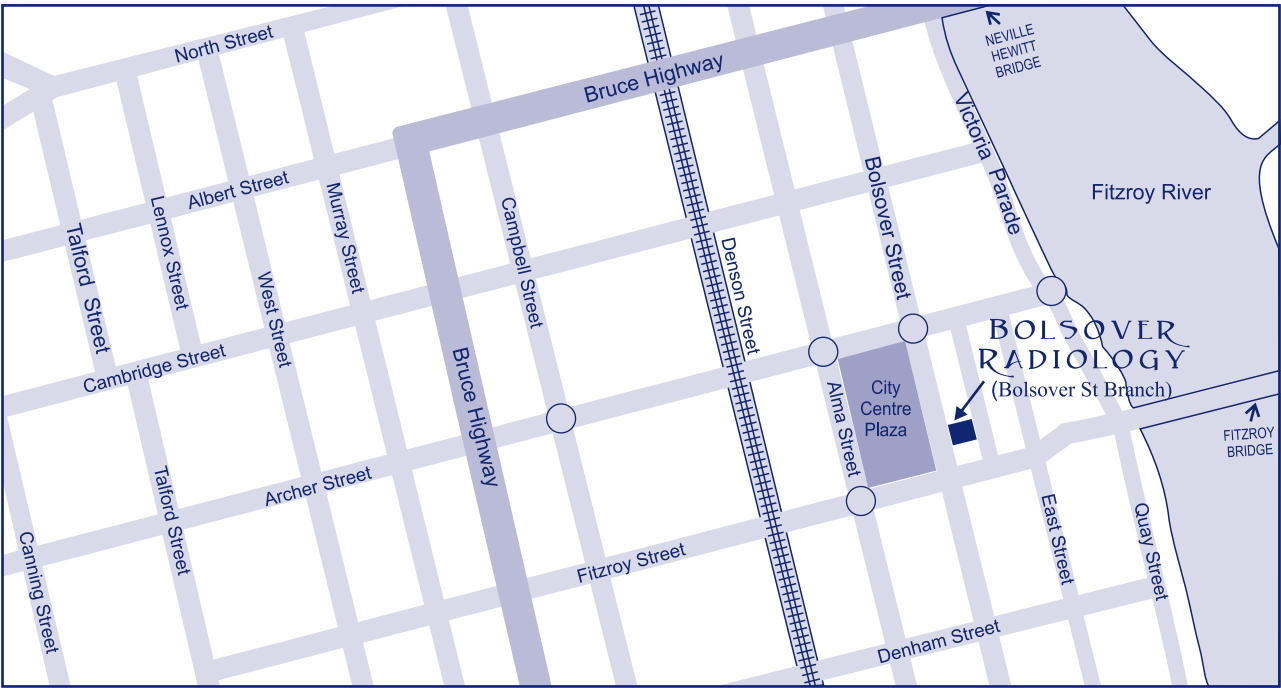 North Street
NEVILLE
HEWITT
BRIDGE
Bruce Highway
Victoria Parade
Albert Street
Bolsover Street
Fitzroy River
Lennox Street
Murray Street
Campbell Street
Talford Street
West Street
Denson Street
BOLSOVER
RADIOLOGY
(Bolsover St Branch)
Cambridge Street
Bruce Highway
City
Centre
Plaza
Alma Street
FITZROY
BRIDGE
Archer Street
Talford Street
East Street
Quay Street
Canning Street
Fitzroy Street
Denham Street